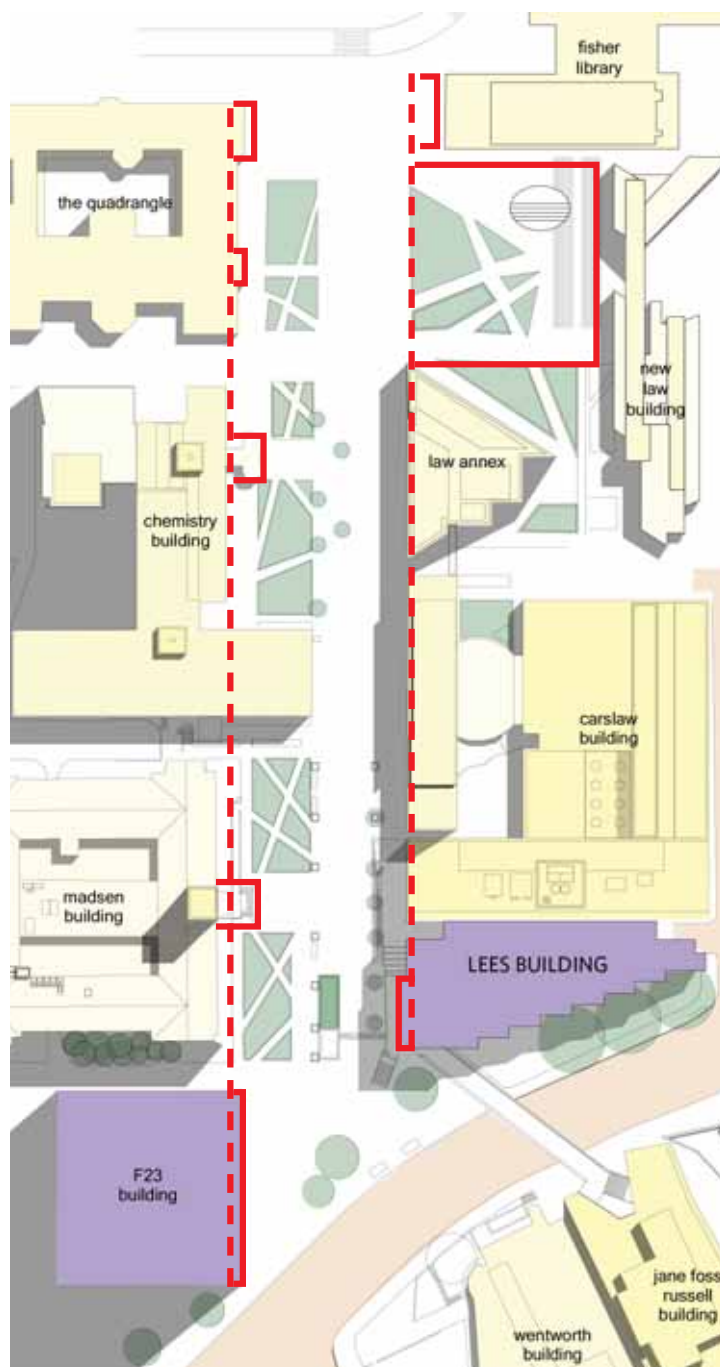 fisher
library
the quadrangle
new
law
building
law annex
chemistry
building
carslaw
building
madsen
building
LEES BUILDING
F23
building
jane foss
russell
building
wentworth
building